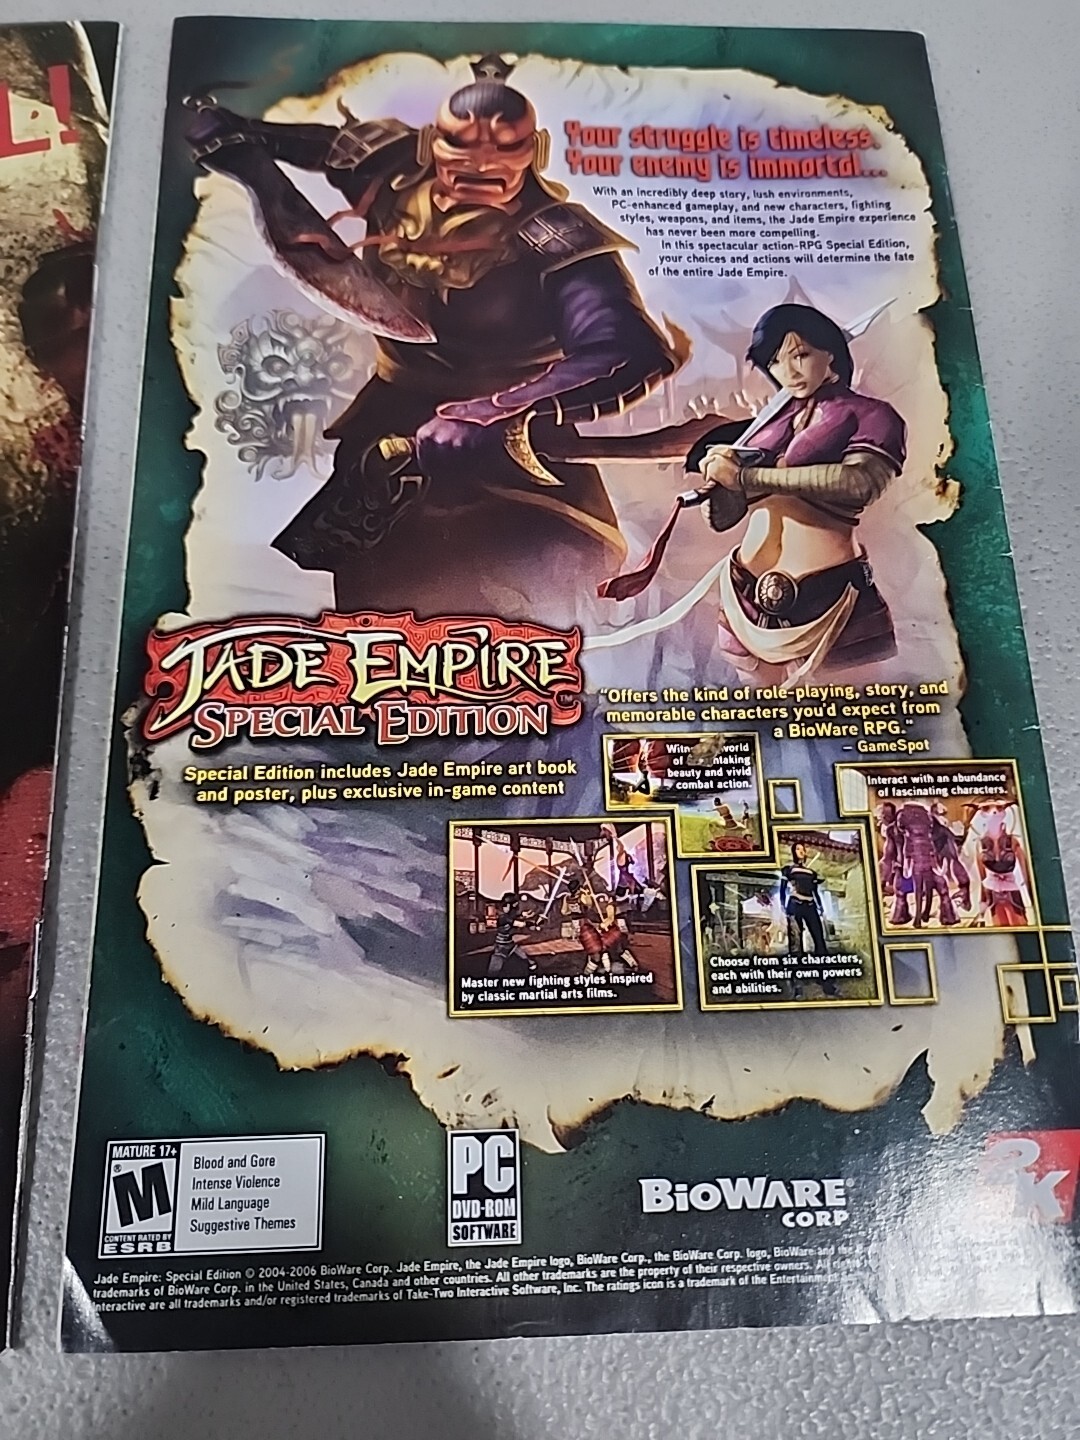 L!
Your struggle is timeless.
Your enemy is immortal...
With an incredibly deep story, lush environments,
PC-enhanced gameplay, and new characters, fighting
styles, weapons, and items, the Jade Empire experience
has never been more compelling.
In this spectacular action-RPG Special Edition,
your choices and actions will determine the fate
of the entire Jade Empire.
JADE EMPIRE™
SPECIAL EDITION
Special Edition includes Jade Empire art book
and poster, plus exclusive in-game content
"Offers the kind of role-playing, story, and
memorable characters you'd expect from
a BioWare RPG."
– GameSpot
world
of
beauty and vivid
combat action.
Interact with an abundance
of fascinating characters.
Master new fighting styles inspired
by classic martial arts films.
Choose from six characters,
each with their own powers
and abilities.
MATURE 17+
M®
CONTENT RATED BY
ESRB
Blood and Gore
Intense Violence
Mild Language
Suggestive Themes
PC
DVD-ROM
SOFTWARE
BIOWARE®
CORP
2K
Jade Empire: Special Edition © 2004-2006 BioWare Corp. Jade Empire, the Jade Empire logo, BioWare Corp., the BioWare Corp. logo, BioWare and the
trademarks of BioWare Corp. in the United States, Canada and other countries. All other trademarks are the property of their respective owners. All
Interactive are all trademarks and/or registered trademarks of Take-Two Interactive Software, Inc. The ratings icon is a trademark of the